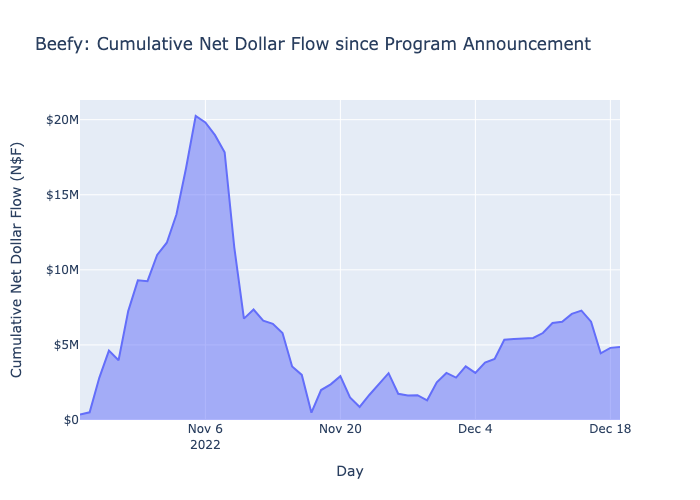 Beefy: Cumulative Net Dollar Flow since Program Announcement
Cumulative Net Dollar Flow (N$F)
$20M
$15M
$10M
$5M
$0
Nov 6
2022
Nov 20
Dec 4
Dec 18
Day